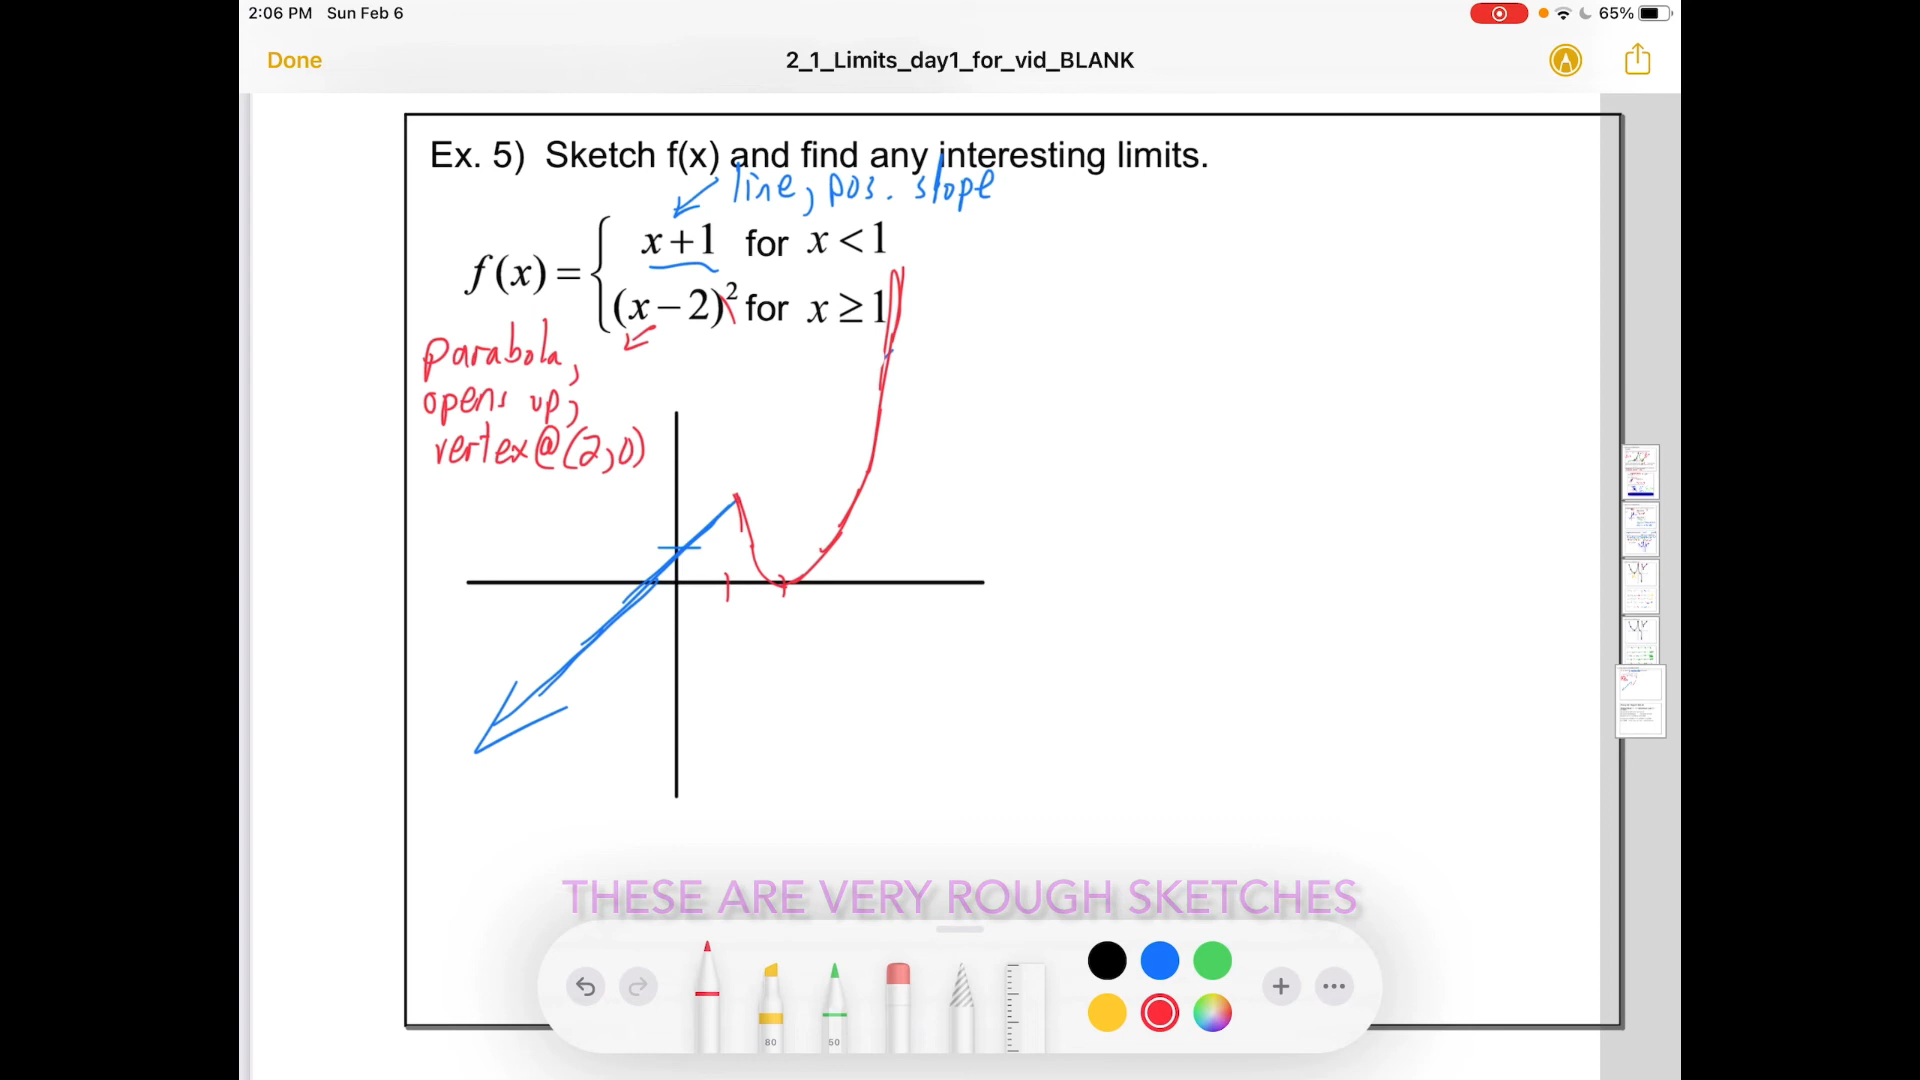 2:06 PM Sun Feb 6
65%
Done
2_1_Limits_day1_for_vid_BLANK
Ex. 5) Sketch f(x) and find any interesting limits.
line, pos. slope
f(x) = { x+1 for x < 1
(x−2)² for x ≥ 1
parabola,
opens up,
vertex@(2,0)
THESE ARE VERY ROUGH SKETCHES
80
50